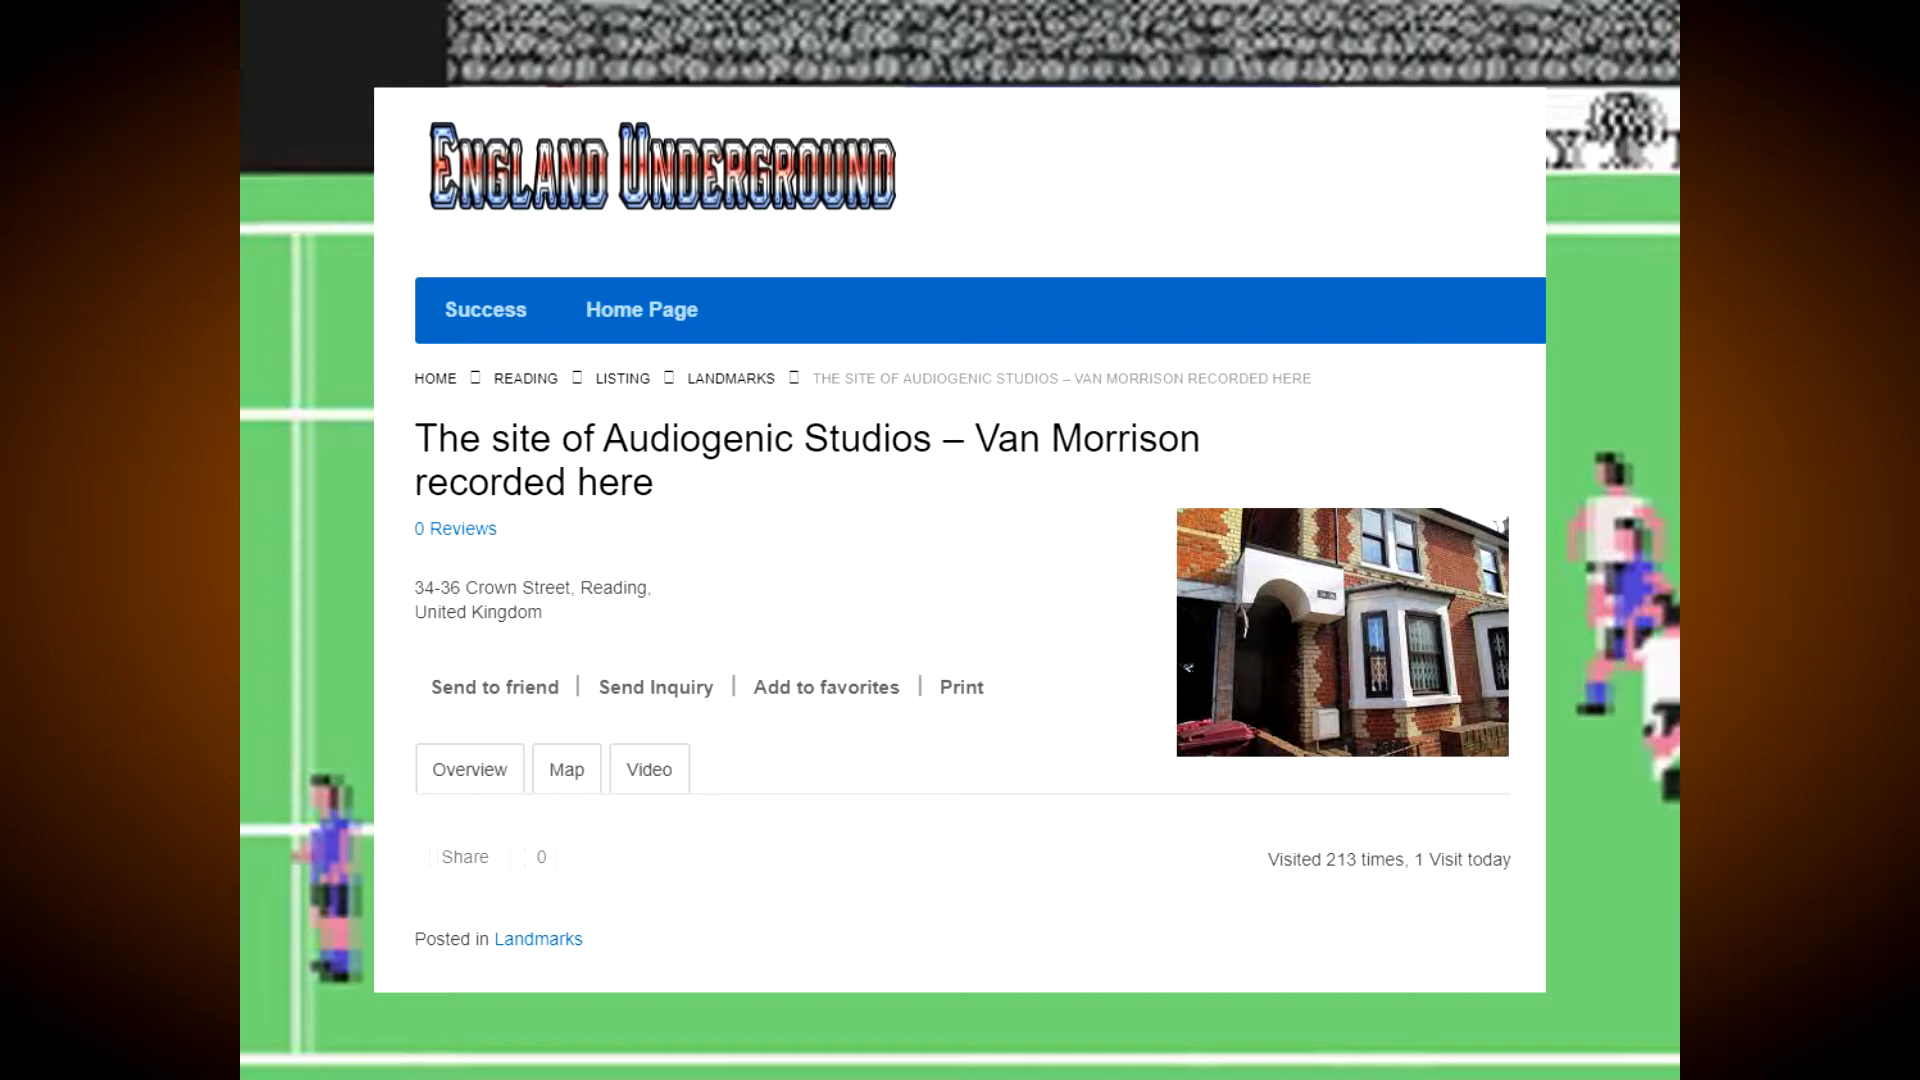 ENGLAND UNDERGROUND
Success Home Page
HOME READING LISTING LANDMARKS THE SITE OF AUDIOGENIC STUDIOS – VAN MORRISON RECORDED HERE
The site of Audiogenic Studios – Van Morrison
recorded here
0 Reviews
34-36 Crown Street, Reading,
United Kingdom
Send to friend | Send Inquiry | Add to favorites | Print
Overview Map Video
Share 0
Visited 213 times, 1 Visit today
Posted in Landmarks